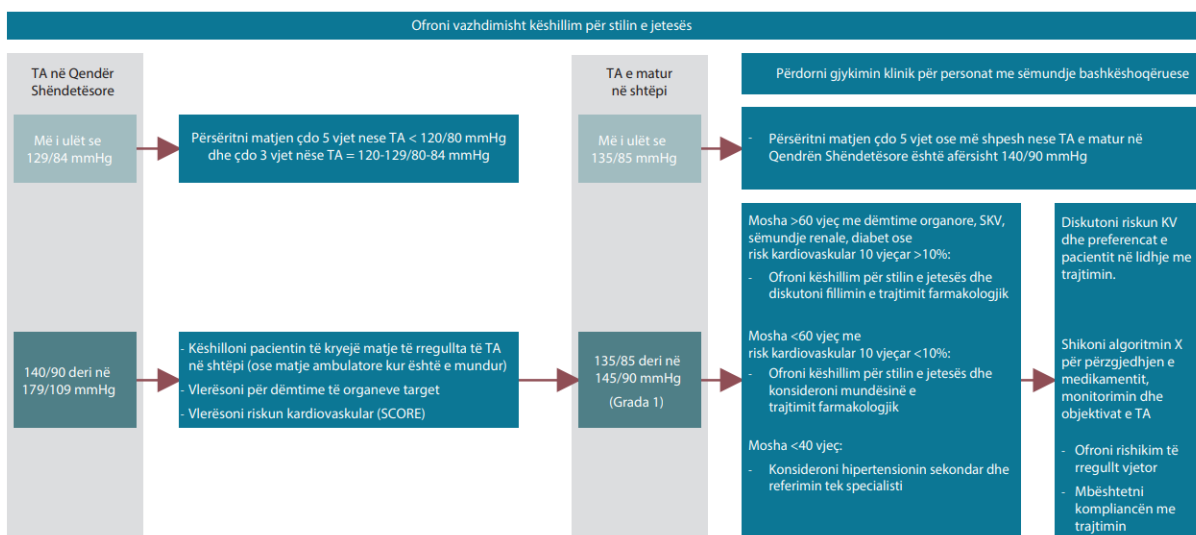 Ofroni vazhdimisht këshillim për stilin e jetesës
TA në Qendër
Shëndetësore
Më i ulët se
129/84 mmHg
Përsëritni matjen çdo 5 vjet nese TA < 120/80 mmHg
dhe çdo 3 vjet nëse TA = 120-129/80-84 mmHg
TA e matur
në shtëpi
Më i ulët se
135/85 mmHg
Përdorni gjykimin klinik për personat me sëmundje bashkëshoqëruese
- Përsëritni matjen çdo 5 vjet ose më shpesh nese TA e matur në
Qendrën Shëndetësore është afërsisht 140/90 mmHg
140/90 deri në
179/109 mmHg
- Këshilloni pacientin të kryejë matje të rregullta të TA
në shtëpi (ose matje ambulatore kur është e mundur)
- Vlerësoni për dëmtime të organeve target
- Vlerësoni riskun kardiovaskular (SCORE)
135/85 deri në
145/90 mmHg
(Grada 1)
Mosha >60 vjeç me dëmtime organore, SKV,
sëmundje renale, diabet ose
risk kardiovaskular 10 vjeçar >10%:
- Ofroni këshillim për stilin e jetesës dhe
diskutoni fillimin e trajtimit farmakologjik
Mosha <60 vjeç me
risk kardiovaskular 10 vjeçar <10%:
- Ofroni këshillim për stilin e jetesës dhe
konsideroni mundësinë e
trajtimit farmakologjik
Mosha <40 vjeç:
- Konsideroni hipertensionin sekondar dhe
referimin tek specialisti
Diskutoni riskun KV
dhe preferencat e
pacientit në lidhje me
trajtimin.
Shikoni algoritmin X
për përzgjedhjen e
medikamentit,
monitorimin dhe
objektivat e TA
- Ofroni rishikim të
rregullt vjetor
- Mbështetni
kompliancën me
trajtimin